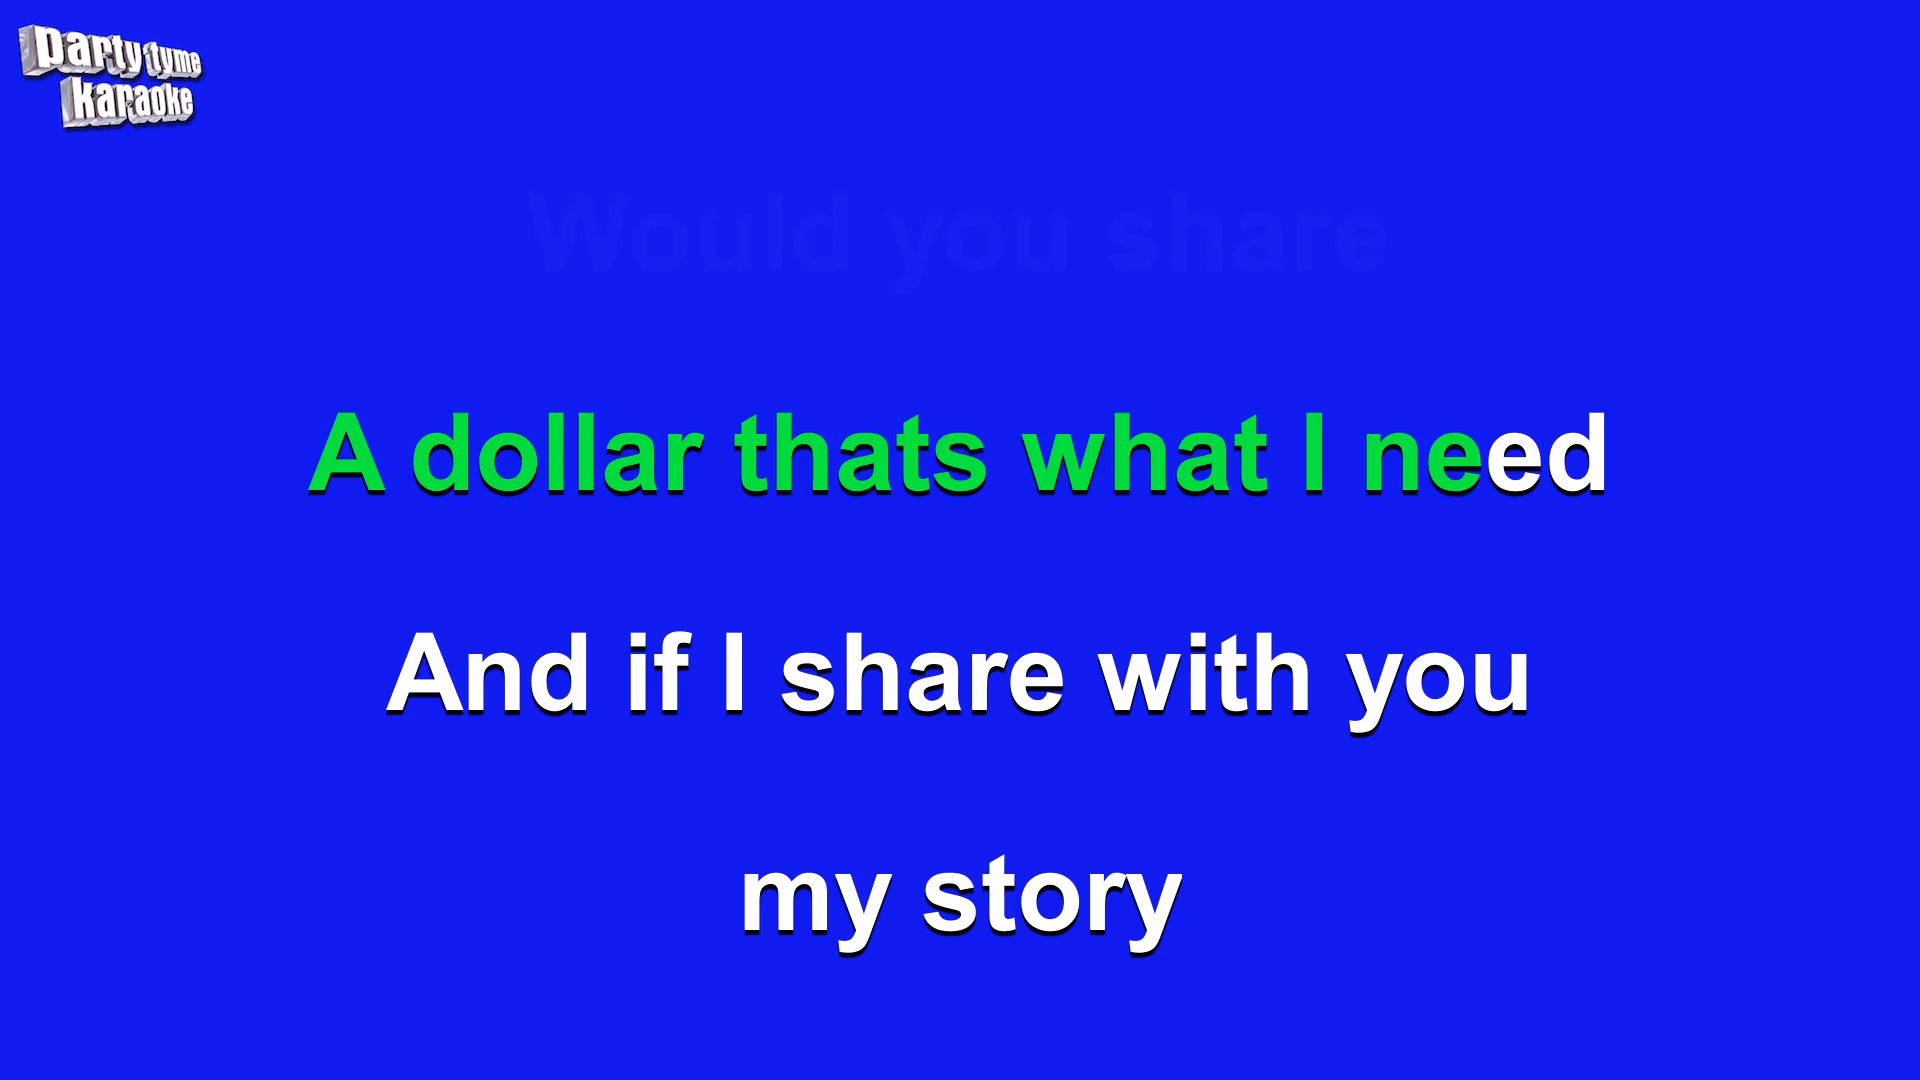 party tyme
karaoke
Would you share
A dollar thats what I need
And if I share with you
my story